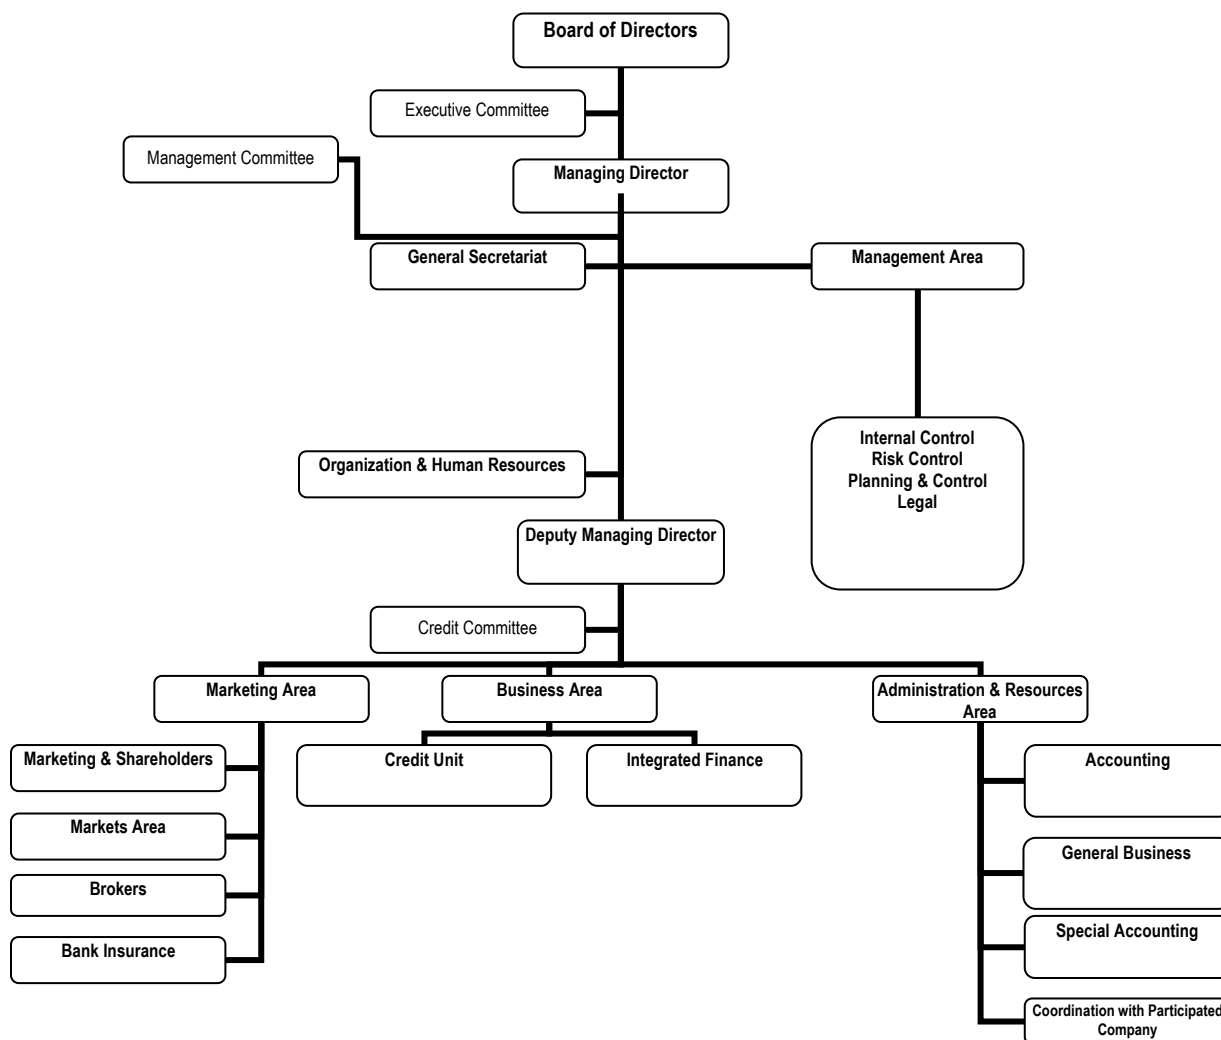 Board of Directors
Executive Committee
Management Committee
Managing Director
General Secretariat
Management Area
Internal Control
Risk Control
Planning & Control
Legal
Organization & Human Resources
Deputy Managing Director
Credit Committee
Marketing Area
Business Area
Administration & Resources
Area
Marketing & Shareholders
Credit Unit
Integrated Finance
Accounting
Markets Area
General Business
Brokers
Special Accounting
Bank Insurance
Coordination with Participated
Company